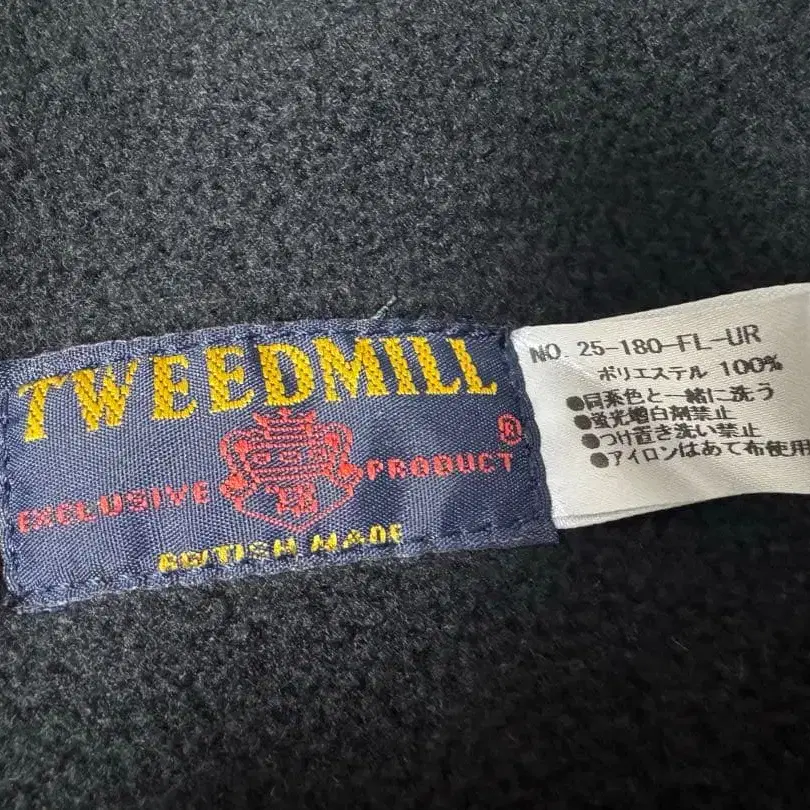 TWEEDMILL
®
EXCLUSIVE PRODUCT
BRITISH MADE
NO. 25-180-FL-UR
ポリエステル 100%
●同系色と一緒に洗う
●蛍光増白剤禁止
●つけ置き洗い禁止
●アイロンはあて布使用